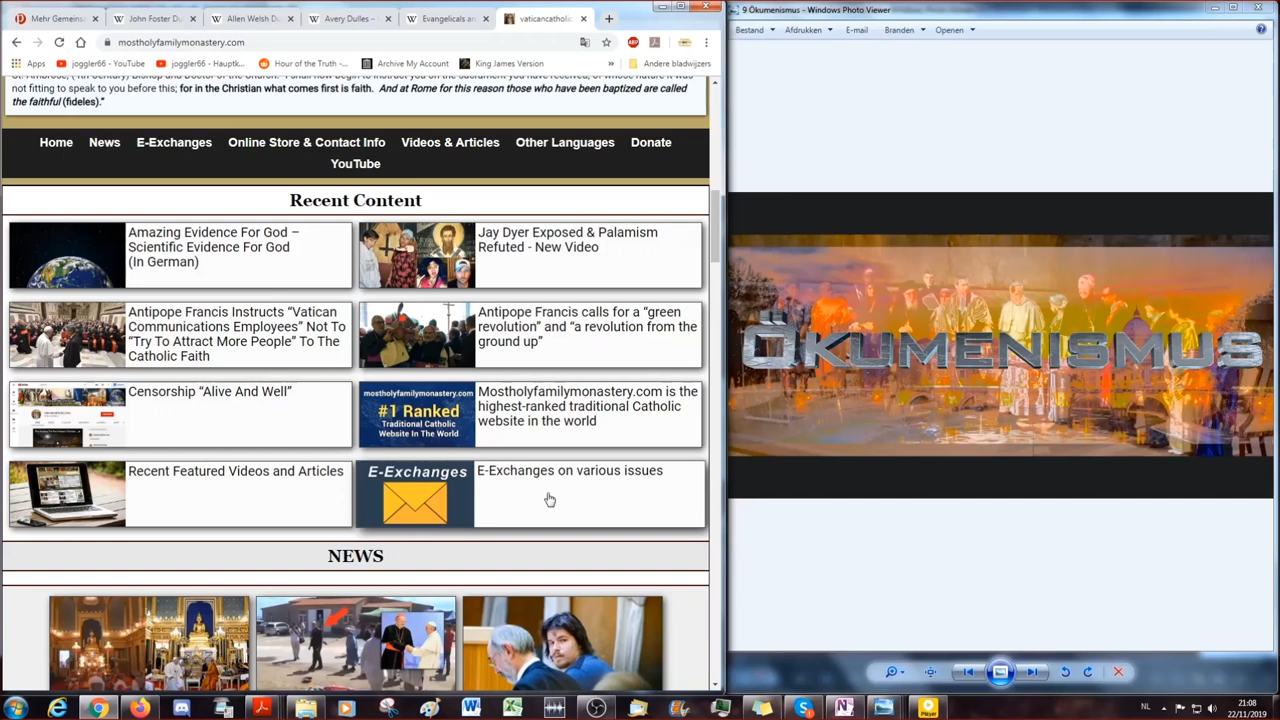 Mehr Gemeins
John Foster Du
Allen Welsh Du
Avery Dulles –
Evangelicals an
vaticancatholic
9 Ökumenismus - Windows Photo Viewer
mostholyfamilymonastery.com
Bestand
Afdrukken
E-mail
Branden
Openen
Apps
joggler66 - YouTube
joggler66 - Hauptk...
Hour of the Truth -...
Archive My Account
King James Version
»
Andere bladwijzers
not fitting to speak to you before this; for in the Christian what comes first is faith. And at Rome for this reason those who have been baptized are called
the faithful (fideles)."
Home
News
E-Exchanges
Online Store & Contact Info
Videos & Articles
Other Languages
Donate
YouTube
Recent Content
Amazing Evidence For God –
Scientific Evidence For God
(In German)
Jay Dyer Exposed & Palamism
Refuted - New Video
Antipope Francis Instructs “Vatican
Communications Employees” Not To
“Try To Attract More People” To The
Catholic Faith
Antipope Francis calls for a “green
revolution” and “a revolution from the
ground up”
Censorship “Alive And Well”
mostholyfamilymonastery.com
#1 Ranked
Traditional Catholic
Website In The World
Mostholyfamilymonastery.com is the
highest-ranked traditional Catholic
website in the world
Recent Featured Videos and Articles
E-Exchanges
E-Exchanges on various issues
NEWS
ÖKUMENISMUS
Player
NL
21:08
22/11/2019